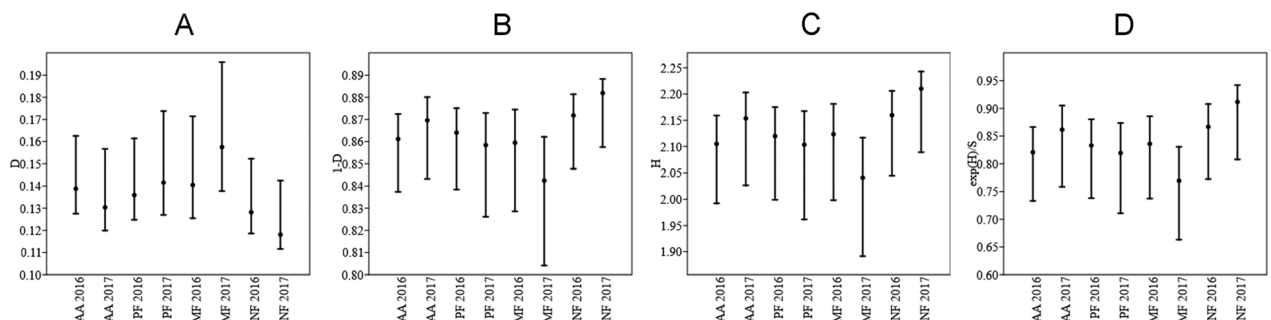 A
B
C
D
0.19
0.18
0.17
0.16
0.15
0.14
0.13
0.12
0.11
0.10
D
AA 2016
AA 2017
PF 2016
PF 2017
MF 2016
MF 2017
NF 2016
NF 2017
0.89
0.88
0.87
0.86
0.85
0.84
0.83
0.82
0.81
0.80
1-D
AA 2016
AA 2017
PF 2016
PF 2017
MF 2016
MF 2017
NF 2016
NF 2017
2.25
2.20
2.15
2.10
2.05
2.00
1.95
1.90
H
AA 2016
AA 2017
PF 2016
PF 2017
MF 2016
MF 2017
NF 2016
NF 2017
0.95
0.90
0.85
0.80
0.75
0.70
0.65
0.60
exp(H)/S
AA 2016
AA 2017
PF 2016
PF 2017
MF 2016
MF 2017
NF 2016
NF 2017